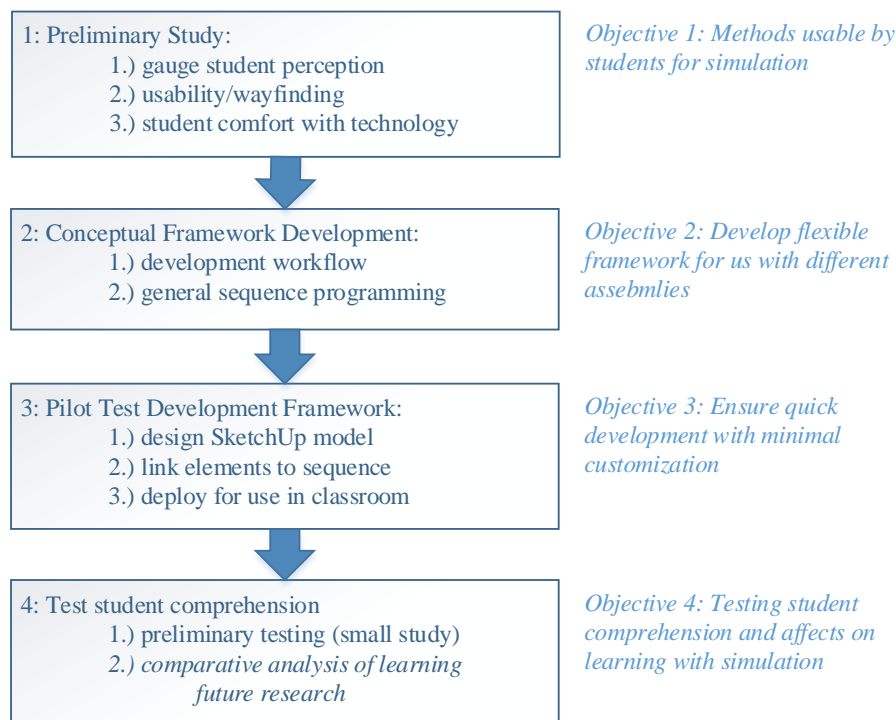 1: Preliminary Study:
1.) gauge student perception
2.) usability/wayfinding
3.) student comfort with technology
Objective 1: Methods usable by
students for simulation
2: Conceptual Framework Development:
1.) development workflow
2.) general sequence programming
Objective 2: Develop flexible
framework for us with different
assebmlies
3: Pilot Test Development Framework:
1.) design SketchUp model
2.) link elements to sequence
3.) deploy for use in classroom
Objective 3: Ensure quick
development with minimal
customization
4: Test student comprehension
1.) preliminary testing (small study)
2.) comparative analysis of learning
future research
Objective 4: Testing student
comprehension and affects on
learning with simulation